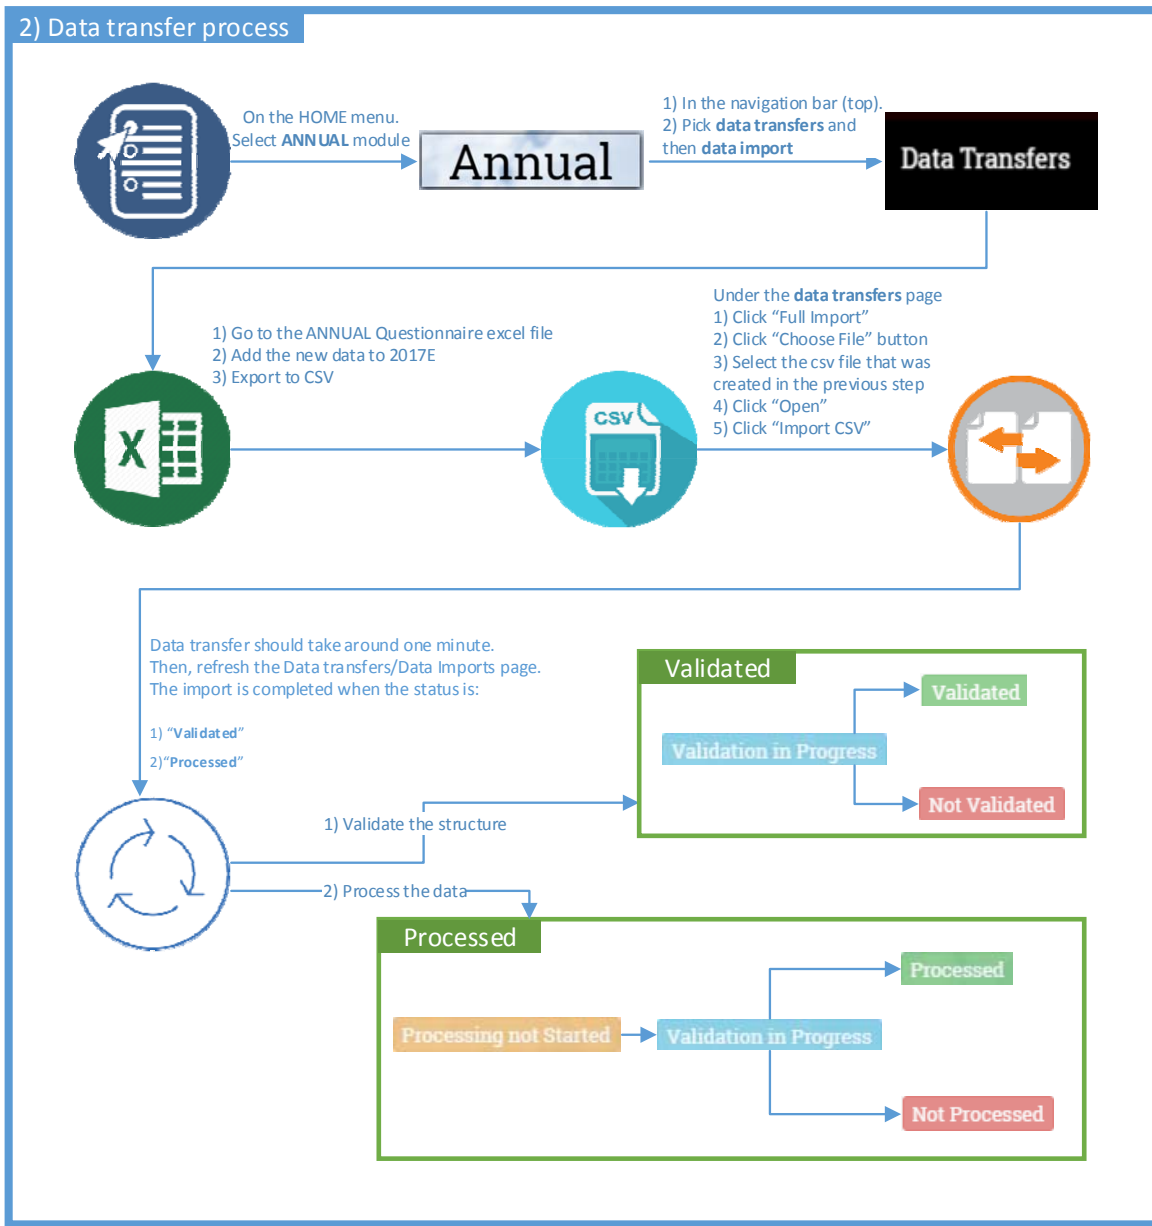 2) Data transfer process
On the HOME menu.
Select ANNUAL module
Annual
1) In the navigation bar (top).
2) Pick data transfers and
then data import
Data Transfers
1) Go to the ANNUAL Questionnaire excel file
2) Add the new data to 2017E
3) Export to CSV
X
CSV
Under the data transfers page
1) Click “Full Import”
2) Click “Choose File” button
3) Select the csv file that was
created in the previous step
4) Click “Open”
5) Click “Import CSV”
Data transfer should take around one minute.
Then, refresh the Data transfers/Data Imports page.
The import is completed when the status is:
1) “Validated”
2)“Processed”
1) Validate the structure
2) Process the data
Validated
Validation in Progress
Validated
Not Validated
Processed
Processing not Started
Validation in Progress
Processed
Not Processed